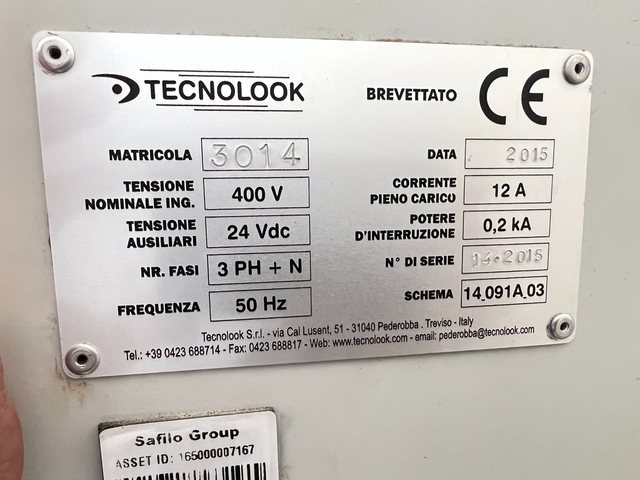 TECNOLOOK BREVETTATO CE
MATRICOLA 3014 DATA . 2015
TENSIONE NOMINALE ING. 400 V CORRENTE PIENO CARICO 12 A
TENSIONE AUSILIARI 24 Vdc POTERE D'INTERRUZIONE 0,2 kA
NR. FASI 3 PH + N N° DI SERIE 14.2015
FREQUENZA 50 Hz SCHEMA 14_091A_03
Tecnolook S.r.l. - via Cal Lusent, 51 - 31040 Pederobba . Treviso - Italy
Tel.: +39 0423 688714 - Fax: 0423 688817 - Web: www.tecnolook.com - email: pederobba@tecnolook.com
Safilo Group
ASSET ID: 165000007167